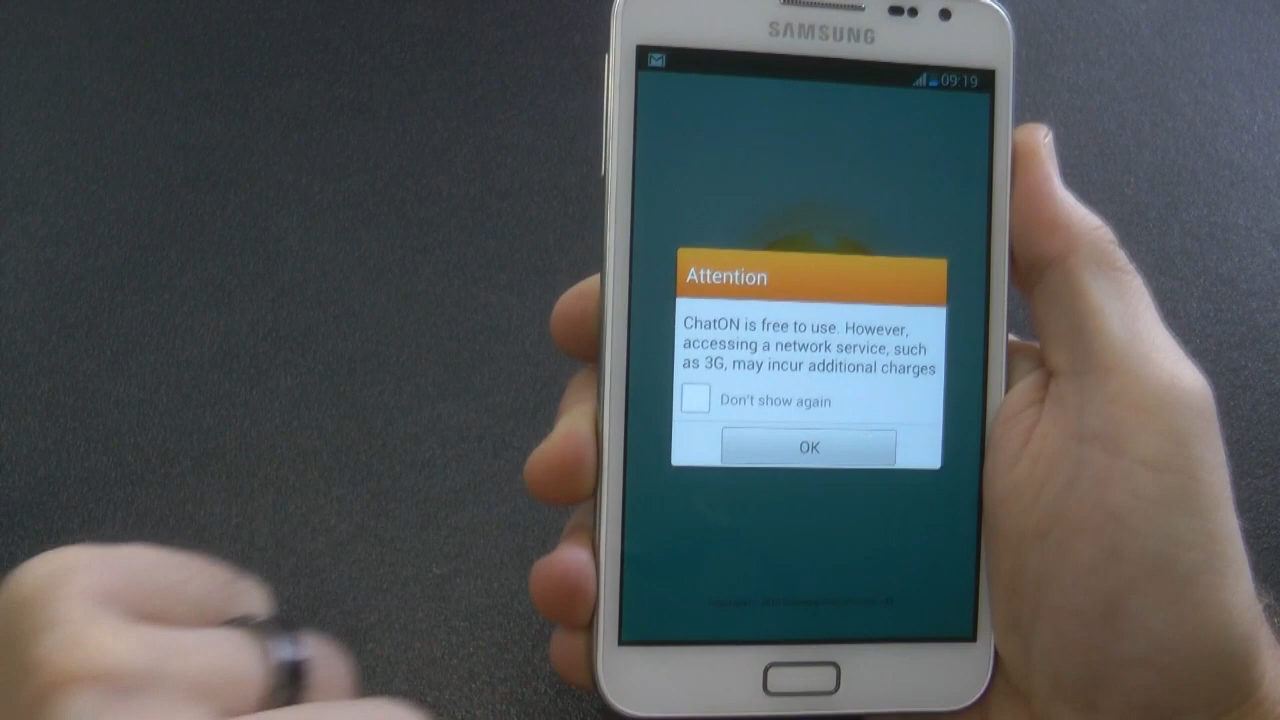 SAMSUNG
09:19
Attention
ChatON is free to use. However,
accessing a network service, such
as 3G, may incur additional charges
Don't show again
OK